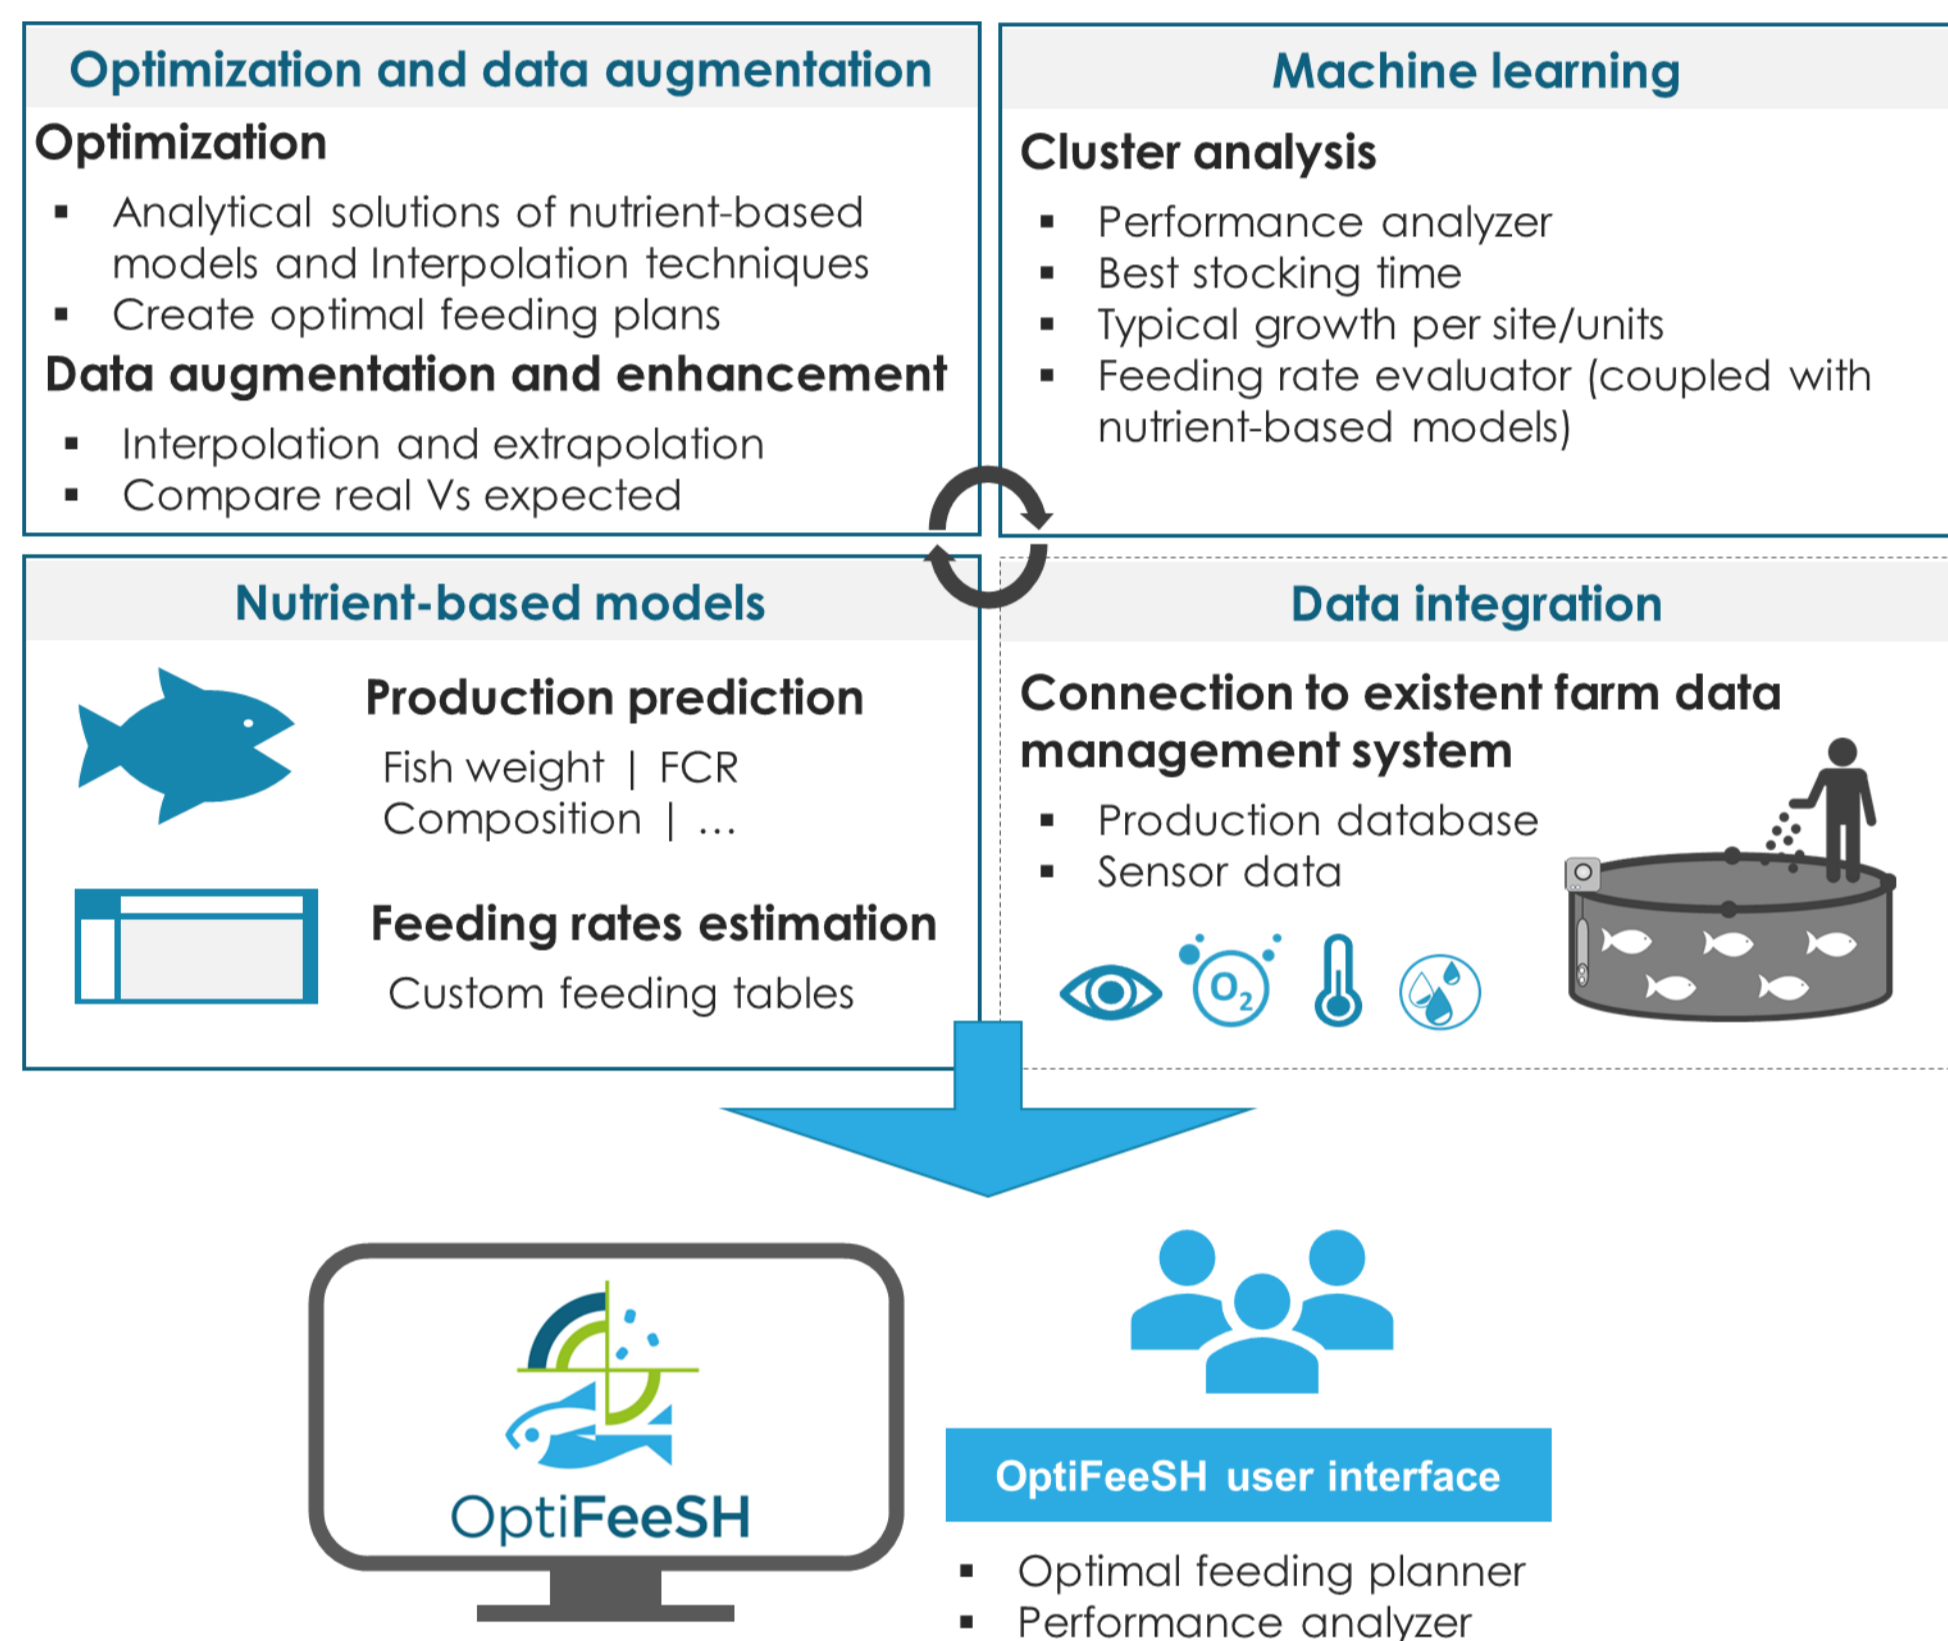 Optimization and data augmentation
Optimization
▪ Analytical solutions of nutrient-based
models and Interpolation techniques
▪ Create optimal feeding plans
Data augmentation and enhancement
▪ Interpolation and extrapolation
▪ Compare real Vs expected
Machine learning
Cluster analysis
▪ Performance analyzer
▪ Best stocking time
▪ Typical growth per site/units
▪ Feeding rate evaluator (coupled with
nutrient-based models)
Nutrient-based models
Production prediction
Fish weight | FCR
Composition | ...
Feeding rates estimation
Custom feeding tables
Data integration
Connection to existent farm data
management system
▪ Production database
▪ Sensor data
O2
OptiFeeSH
OptiFeeSH user interface
▪ Optimal feeding planner
▪ Performance analyzer